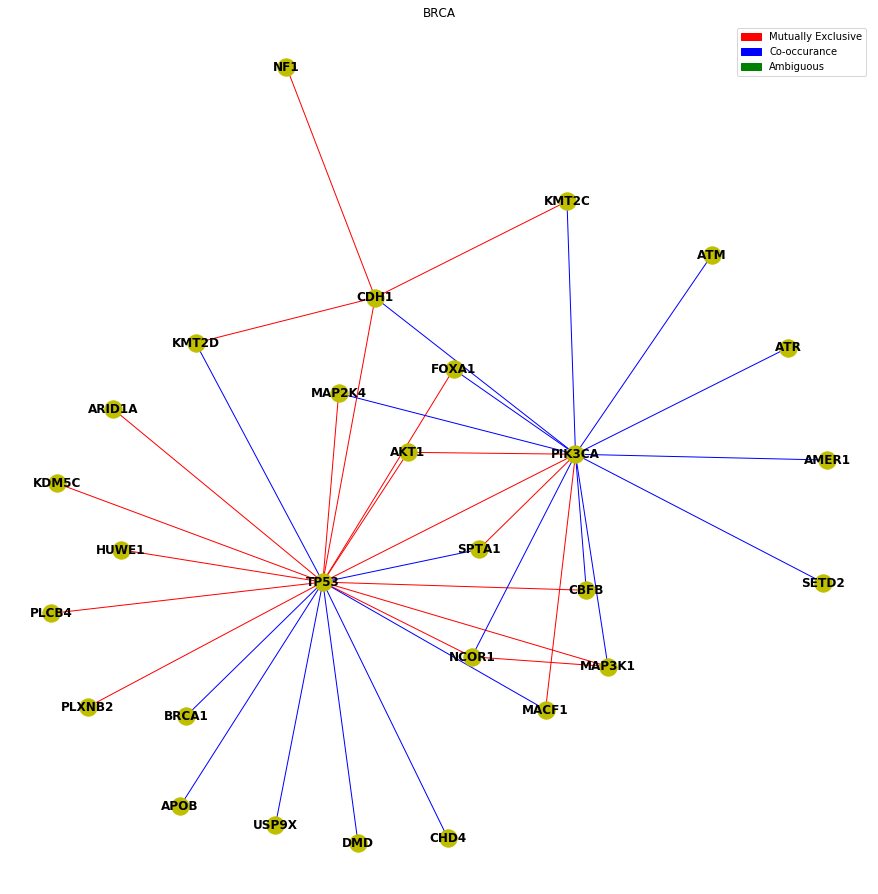 BRCA
Mutually Exclusive
Co-occurance
Ambiguous
NF1
KMT2C
ATM
CDH1
KMT2D
ATR
FOXA1
MAP2K4
ARID1A
AKT1
PIK3CA
AMER1
KDM5C
HUWE1
SPTA1
TP53
SETD2
CBFB
PLCB4
NCOR1
MAP3K1
PLXNB2
MACF1
BRCA1
APOB
USP9X
CHD4
DMD